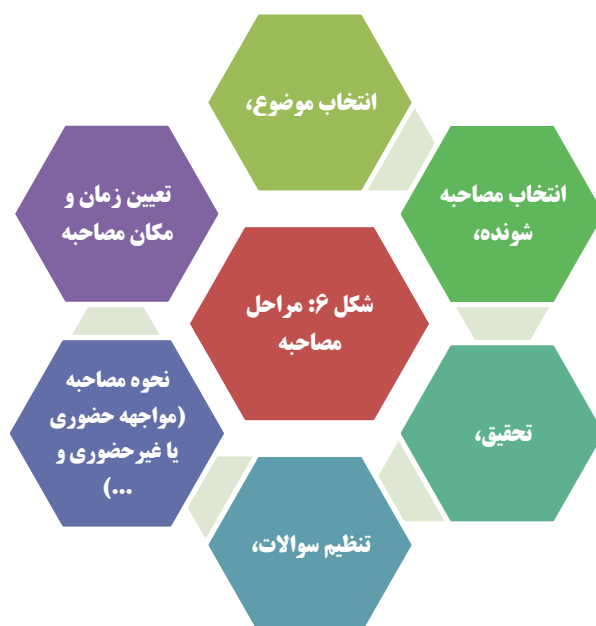 انتخاب موضوع،
انتخاب مصاحبه
شونده،
تحقیق،
تنظیم سوالات،
نحوه مصاحبه
(مواجهه حضوری
یا غیرحضوری و
...)
تعیین زمان و
مکان مصاحبه
شکل ۶: مراحل
مصاحبه